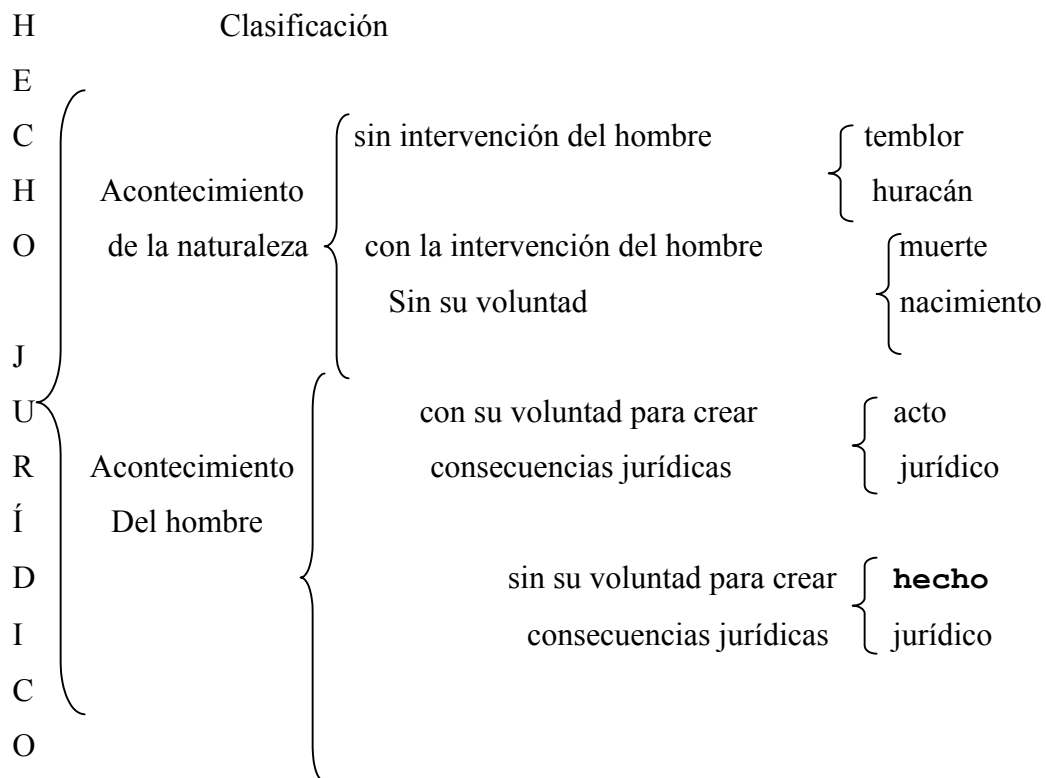 H Clasificación
E
C sin intervención del hombre temblor
H Acontecimiento huracán
O de la naturaleza con la intervención del hombre muerte
Sin su voluntad nacimiento
J
U con su voluntad para crear acto
R Acontecimiento consecuencias jurídicas jurídico
Í Del hombre
D sin su voluntad para crear hecho
I consecuencias jurídicas jurídico
C
O